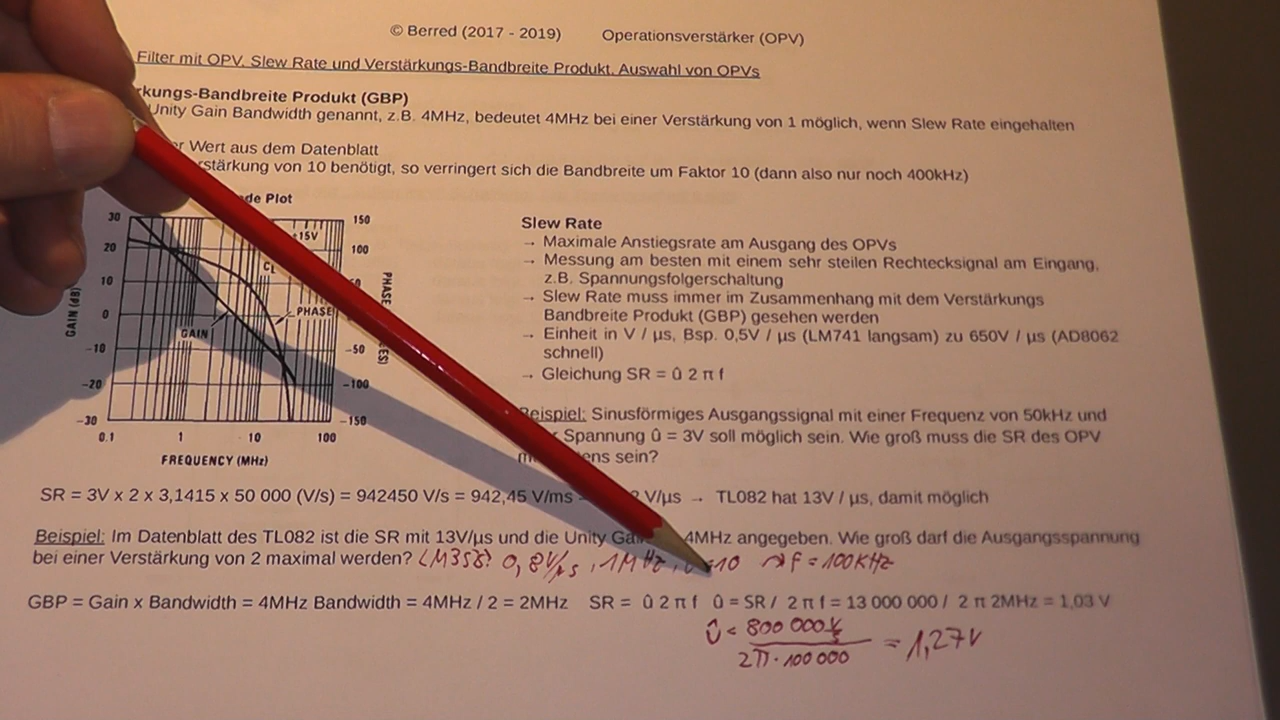 © Berred (2017 - 2019) Operationsverstärker (OPV)
Filter mit OPV, Slew Rate und Verstärkungs-Bandbreite Produkt, Auswahl von OPVs
rkungs-Bandbreite Produkt (GBP)
Unity Gain Bandwidth genannt, z.B. 4MHz, bedeutet 4MHz bei einer Verstärkung von 1 möglich, wenn Slew Rate eingehalten
er Wert aus dem Datenblatt
rstärkung von 10 benötigt, so verringert sich die Bandbreite um Faktor 10 (dann also nur noch 400kHz)
de Plot
30
20
10
0
-10
-20
-30
GAIN (dB)
±15V
CL
PHASE
GAIN
150
100
-50
-100
-150
PHASE
0.1 1 10 100
FREQUENCY (MHz)
Slew Rate
→ Maximale Anstiegsrate am Ausgang des OPVs
→ Messung am besten mit einem sehr steilen Rechtecksignal am Eingang,
z.B. Spannungsfolgerschaltung
→ Slew Rate muss immer im Zusammenhang mit dem Verstärkungs
Bandbreite Produkt (GBP) gesehen werden
→ Einheit in V / µs, Bsp. 0,5V / µs (LM741 langsam) zu 650V / µs (AD8062
schnell)
→ Gleichung SR = û 2 π f
Beispiel: Sinusförmiges Ausgangssignal mit einer Frequenz von 50kHz und
Spannung û = 3V soll möglich sein. Wie groß muss die SR des OPV
ens sein?
SR = 3V x 2 x 3,1415 x 50 000 (V/s) = 942450 V/s = 942,45 V/ms V/µs → TL082 hat 13V / µs, damit möglich
Beispiel: Im Datenblatt des TL082 ist die SR mit 13V/µs und die Unity 4MHz angegeben. Wie groß darf die Ausgangsspannung
bei einer Verstärkung von 2 maximal werden? LM358: 0,8V/µs, 1MHz, 10 → f = 100KHz
GBP = Gain x Bandwidth = 4MHz Bandwidth = 4MHz / 2 = 2MHz SR = û 2 π f û = SR / 2 π f = 13 000 000 / 2 π 2MHz = 1,03 V
Û < 800 000 V/s / 2π · 100 000 = 1,27V